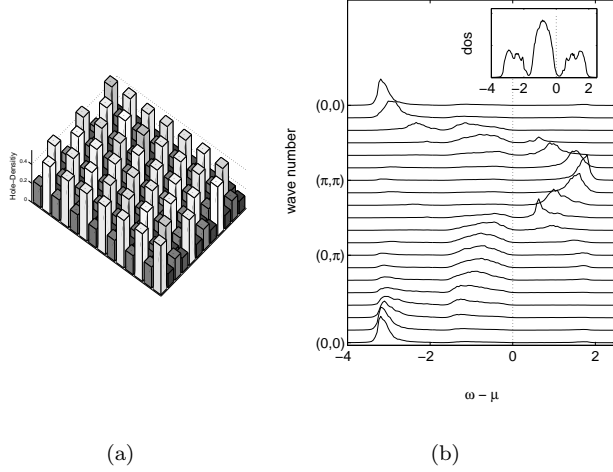 Hole−Densitiy
0.4
0.2
0
dos
−4 −2 0 2
wave number
(0,0)
(π,π)
(0,π)
(0,0)
−4 −2 0 2
ω − μ
(a) (b)